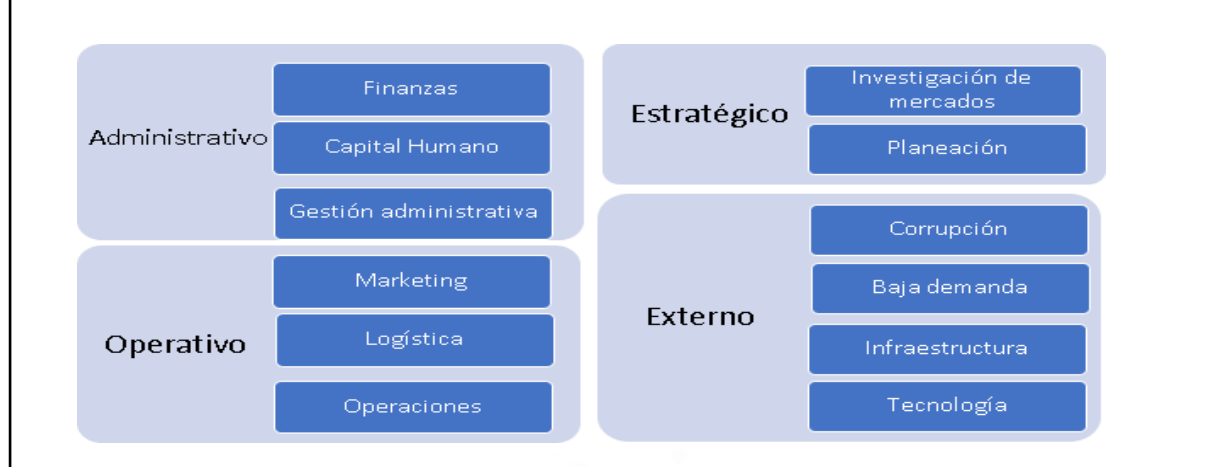 Administrativo
Finanzas
Capital Humano
Gestión administrativa
Operativo
Marketing
Logística
Operaciones
Estratégico
Investigación de
mercados
Planeación
Externo
Corrupción
Baja demanda
Infraestructura
Tecnología